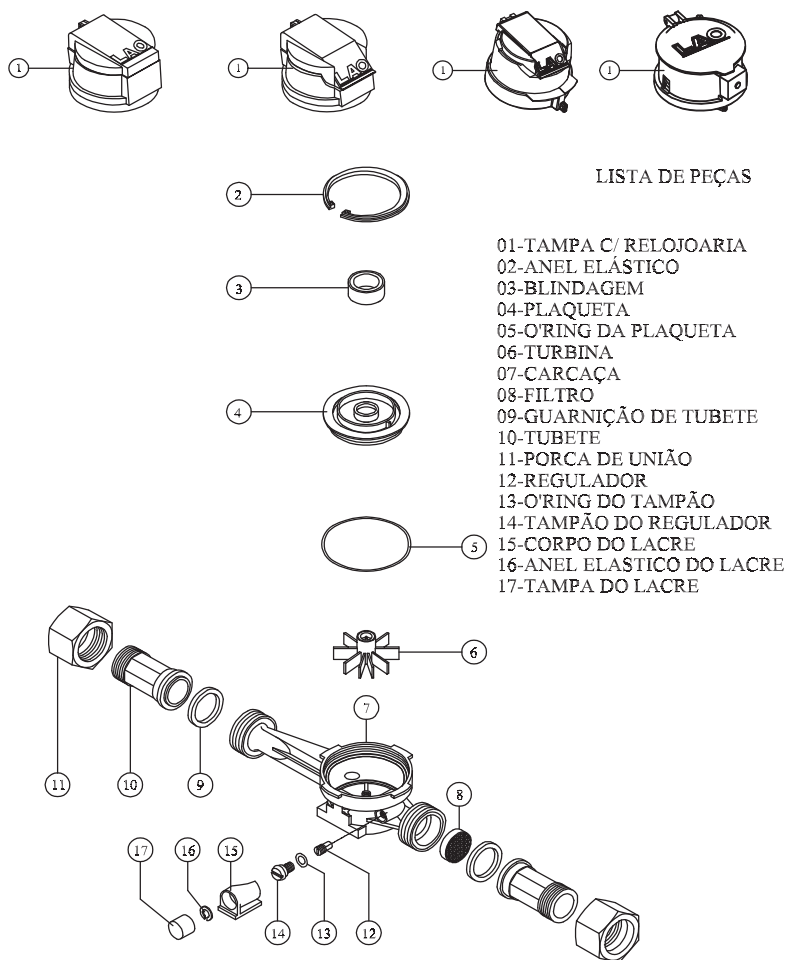 LAO
LAO
LAO
LAO
1
1
1
1
2
LISTA DE PEÇAS
01-TAMPA C/ RELOJOARIA
02-ANEL ELÁSTICO
03-BLINDAGEM
04-PLAQUETA
05-O'RING DA PLAQUETA
06-TURBINA
07-CARCAÇA
08-FILTRO
09-GUARNIÇÃO DE TUBETE
10-TUBETE
11-PORCA DE UNIÃO
12-REGULADOR
13-O'RING DO TAMPÃO
14-TAMPÃO DO REGULADOR
15-CORPO DO LACRE
16-ANEL ELASTICO DO LACRE
17-TAMPA DO LACRE
3
4
5
6
7
11
10
9
8
17
16
15
14
13
12